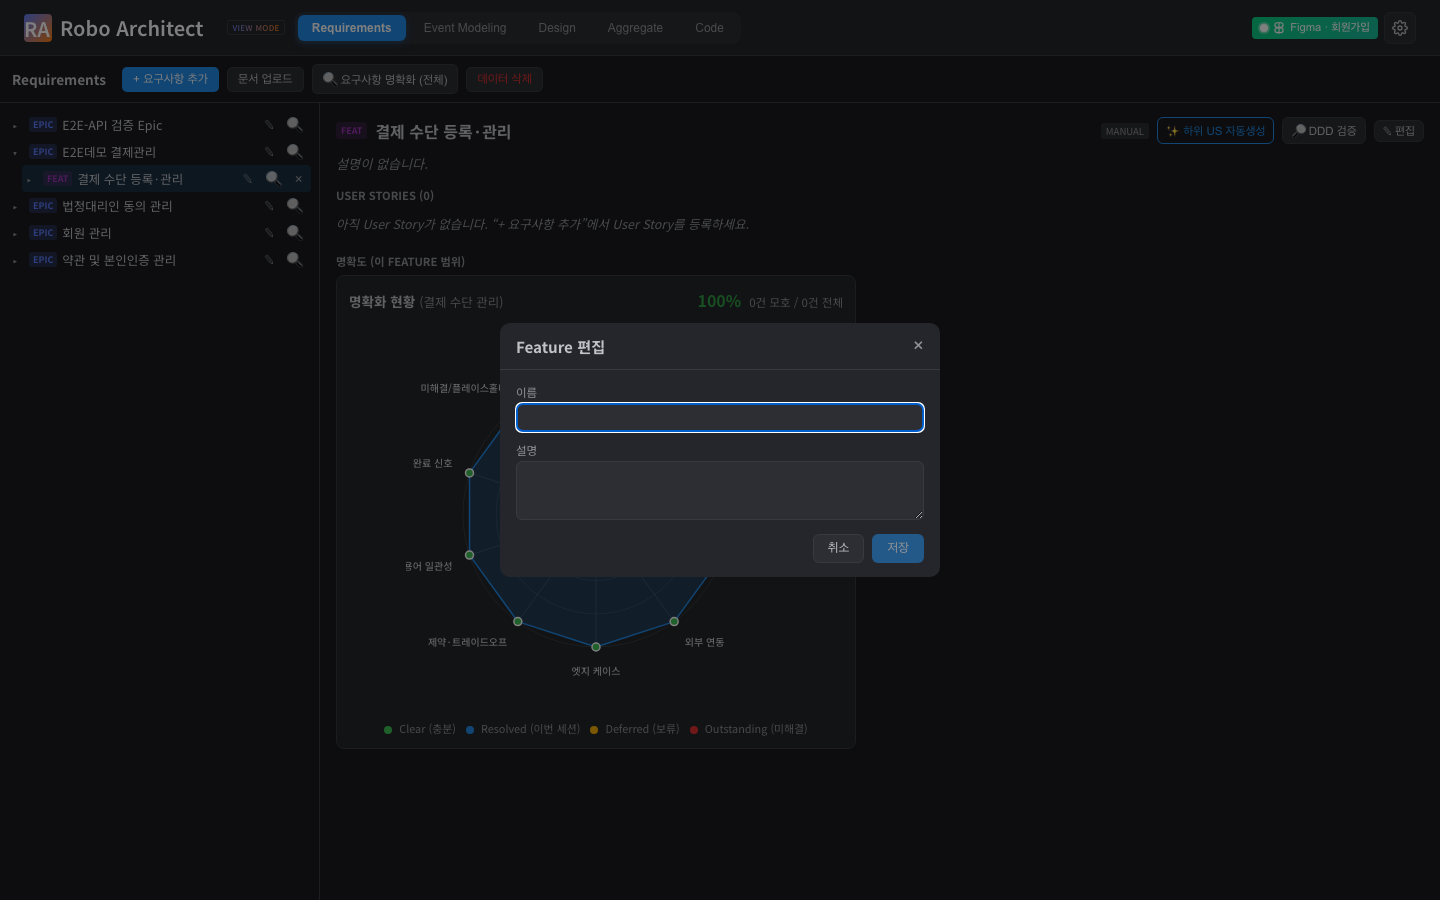 RA Robo Architect VIEW MODE Requirements Event Modeling Design Aggregate Code Figma · 회원가입
Requirements + 요구사항 추가 문서 업로드 요구사항 명확화 (전체) 데이터 삭제
EPIC E2E-API 검증 Epic
EPIC E2E데모 결제관리
FEAT 결제 수단 등록·관리 ×
EPIC 법정대리인 동의 관리
EPIC 회원 관리
EPIC 약관 및 본인인증 관리
FEAT 결제 수단 등록·관리 MANUAL ✨ 하위 US 자동생성 DDD 검증 ✎ 편집
설명이 없습니다.
USER STORIES (0)
아직 User Story가 없습니다. “+ 요구사항 추가”에서 User Story를 등록하세요.
명확도 (이 FEATURE 범위)
명확화 현황 (결제 수단 관리) 100% 0건 모호 / 0건 전체
Feature 편집 ×
이름
설명
취소 저장
미해결/플레이스홀
완료 신호
용어 일관성
제약·트레이드오프
엣지 케이스
외부 연동
Clear (충분) Resolved (이번 세션) Deferred (보류) Outstanding (미해결)